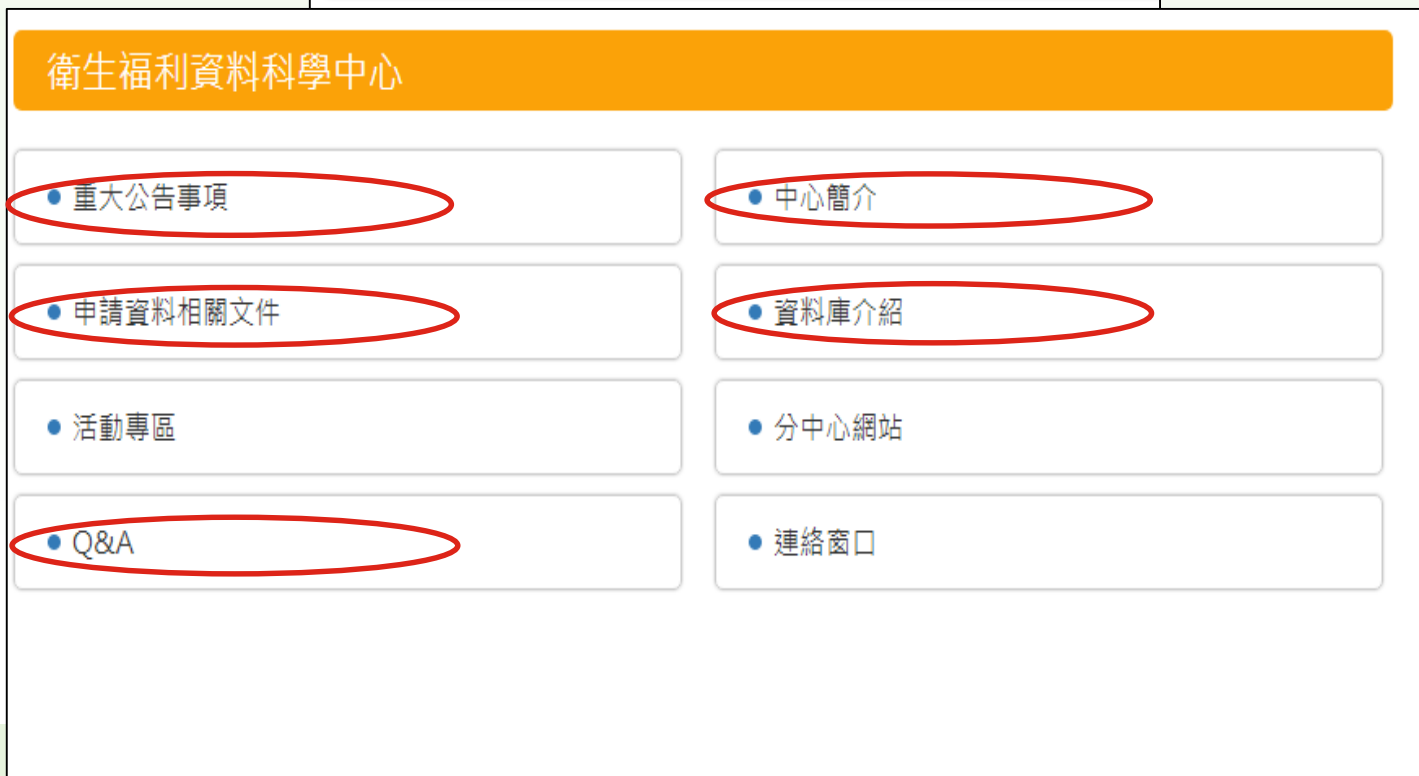 衛生福利資料科學中心
重大公告事項
中心簡介
申請資料相關文件
資料庫介紹
活動專區
分中心網站
Q&A
連絡窗口